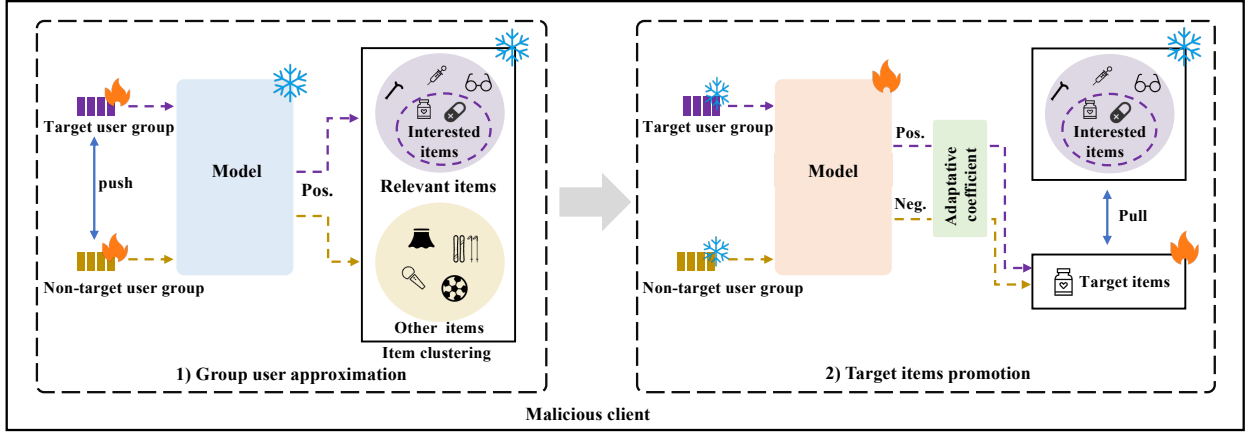 Target user group
push
Non-target user group
Model
Pos.
Interested
items
Relevant items
Other items
Item clustering
1) Group user approximation
Target user group
Non-target user group
Model
Pos.
Neg.
Adaptative
coefficient
Interested
items
Pull
Target items
2) Target items promotion
Malicious client